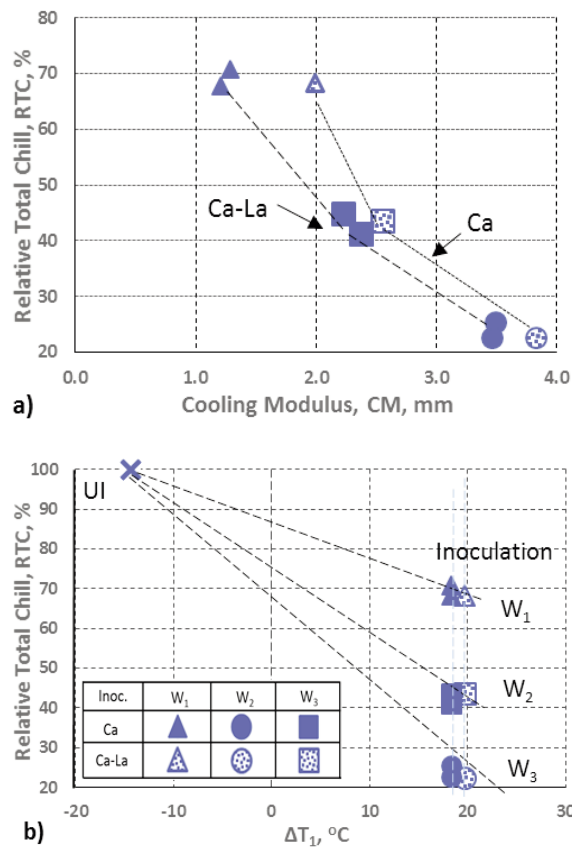 Relative Total Chill, RTC, %
80
70
60
50
40
30
20
Ca-La
Ca
0.0 1.0 2.0 3.0 4.0
a) Cooling Modulus, CM, mm
Relative Total Chill, RTC, %
100
90
80
70
60
50
40
30
20
UI
Inoculation
W₁
W₂
W₃
Inoc. W₁ W₂ W₃
Ca
Ca-La
-20 -10 0 10 20 30
b) ΔT₁, °C